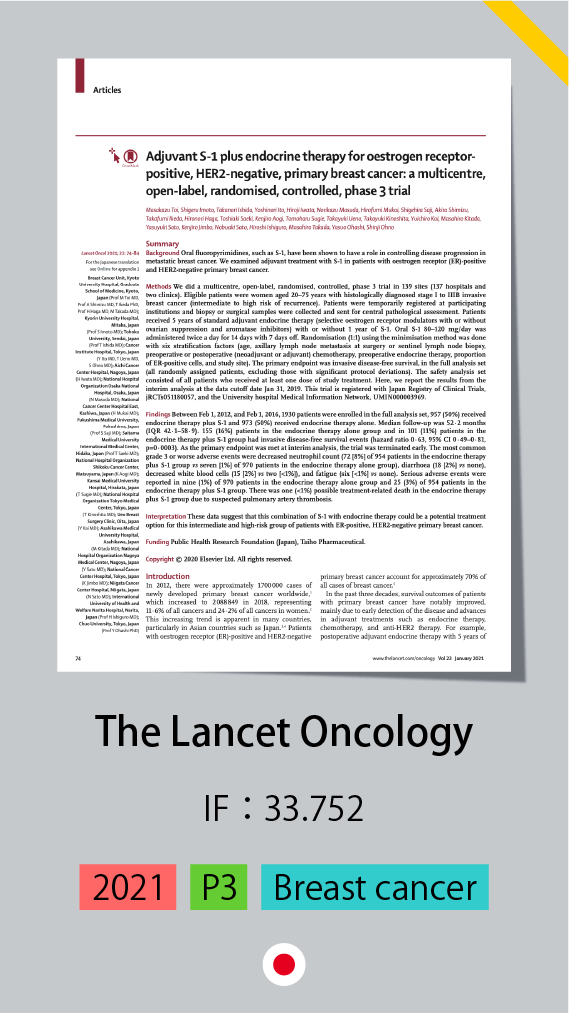 Articles
Adjuvant S-1 plus endocrine therapy for oestrogen receptor-
positive, HER2-negative, primary breast cancer: a multicentre,
open-label, randomised, controlled, phase 3 trial
Masakazu Toi, Shigeru Imoto, Takanori Ishida, Yoshinori Ito, Hiroji Iwata, Norikazu Masuda, Hirofumi Mukai, Shigehira Saji, Akira Shimizu,
Takafumi Ikeda, Hironori Haga, Toshiaki Saeki, Kenjiro Aogi, Tomoharu Sugie, Takayuki Ueno, Takayuki Kinoshita, Yuichiro Kai, Masahiro Kitada,
Yasuyuki Sato, Kenjiro Jimbo, Nobuaki Sato, Hiroshi Ishiguro, Masahiro Takada, Yasuo Ohashi, Shinji Ohno
Summary
Background Oral fluoropyrimidines, such as S-1, have been shown to have a role in controlling disease progression in
metastatic breast cancer. We examined adjuvant treatment with S-1 in patients with oestrogen receptor (ER)-positive
and HER2-negative primary breast cancer.
Methods We did a multicentre, open-label, randomised, controlled, phase 3 trial in 139 sites (137 hospitals and
two clinics). Eligible patients were women aged 20–75 years with histologically diagnosed stage I to IIIB invasive
breast cancer (intermediate to high risk of recurrence). Patients were temporarily registered at participating
institutions and biopsy or surgical samples were collected and sent for central pathological assessment. Patients
received 5 years of standard adjuvant endocrine therapy (selective oestrogen receptor modulators with or without
ovarian suppression and aromatase inhibitors) with or without 1 year of S-1. Oral S-1 80–120 mg/day was
administered twice a day for 14 days with 7 days off. Randomisation (1:1) using the minimisation method was done
with six stratification factors (age, axillary lymph node metastasis at surgery or sentinel lymph node biopsy,
preoperative or postoperative (neoadjuvant or adjuvant) chemotherapy, preoperative endocrine therapy, proportion
of ER-positive cells, and study site). The primary endpoint was invasive disease-free survival, in the full analysis set
(all randomly assigned patients, excluding those with significant protocol deviations). The safety analysis set
consisted of all patients who received at least one dose of study treatment. Here, we report the results from the
interim analysis at the data cutoff date Jan 31, 2019. This trial is registered with Japan Registry of Clinical Trials,
jRCTs051180057, and the University hospital Medical Information Network, UMIN000003969.
Findings Between Feb 1, 2012, and Feb 1, 2016, 1930 patients were enrolled in the full analysis set, 957 (50%) received
endocrine therapy plus S-1 and 973 (50%) received endocrine therapy alone. Median follow-up was 52·2 months
(IQR 42·1–58·9). 155 (16%) patients in the endocrine therapy alone group and in 101 (11%) patients in the
endocrine therapy plus S-1 group had invasive disease-free survival events (hazard ratio 0·63, 95% CI 0·49–0·81,
p=0·0003). As the primary endpoint was met at interim analysis, the trial was terminated early. The most common
grade 3 or worse adverse events were decreased neutrophil count (72 [8%] of 954 patients in the endocrine therapy
plus S-1 group vs seven [1%] of 970 patients in the endocrine therapy alone group), diarrhoea (18 [2%] vs none),
decreased white blood cells (15 [2%] vs two [<1%]), and fatigue (six [<1%] vs none). Serious adverse events were
reported in nine (1%) of 970 patients in the endocrine therapy alone group and 25 (3%) of 954 patients in the
endocrine therapy plus S-1 group. There was one (<1%) possible treatment-related death in the endocrine therapy
plus S-1 group due to suspected pulmonary artery thrombosis.
Interpretation These data suggest that this combination of S-1 with endocrine therapy could be a potential treatment
option for this intermediate and high-risk group of patients with ER-positive, HER2-negative primary breast cancer.
Funding Public Health Research Foundation (Japan), Taiho Pharmaceutical.
Copyright © 2020 Elsevier Ltd. All rights reserved.
Introduction
In 2012, there were approximately 1700000 cases of
newly developed primary breast cancer worldwide,
which increased to 2088849 in 2018, representing
11·6% of all cancers and 24·2% of all cancers in women.
This increasing trend is apparent in many countries,
particularly in Asian countries such as Japan. Patients
with oestrogen receptor (ER)-positive and HER2-negative
primary breast cancer account for approximately 70% of
all cases of breast cancer.
In the past three decades, survival outcomes of patients
with primary breast cancer have notably improved,
mainly due to early detection of the disease and advances
in adjuvant treatments such as endocrine therapy,
chemotherapy, and anti-HER2 therapy. For example,
postoperative adjuvant endocrine therapy with 5 years of
Lancet Oncol 2021; 22: 74–84
For the Japanese translation
see Online for appendix 1
Breast Cancer Unit, Kyoto
University Hospital, Graduate
School of Medicine, Kyoto,
Japan
74
www.thelancet.com/oncology Vol 22 January 2021
The Lancet Oncology
IF：33.752
2021 P3 Breast cancer